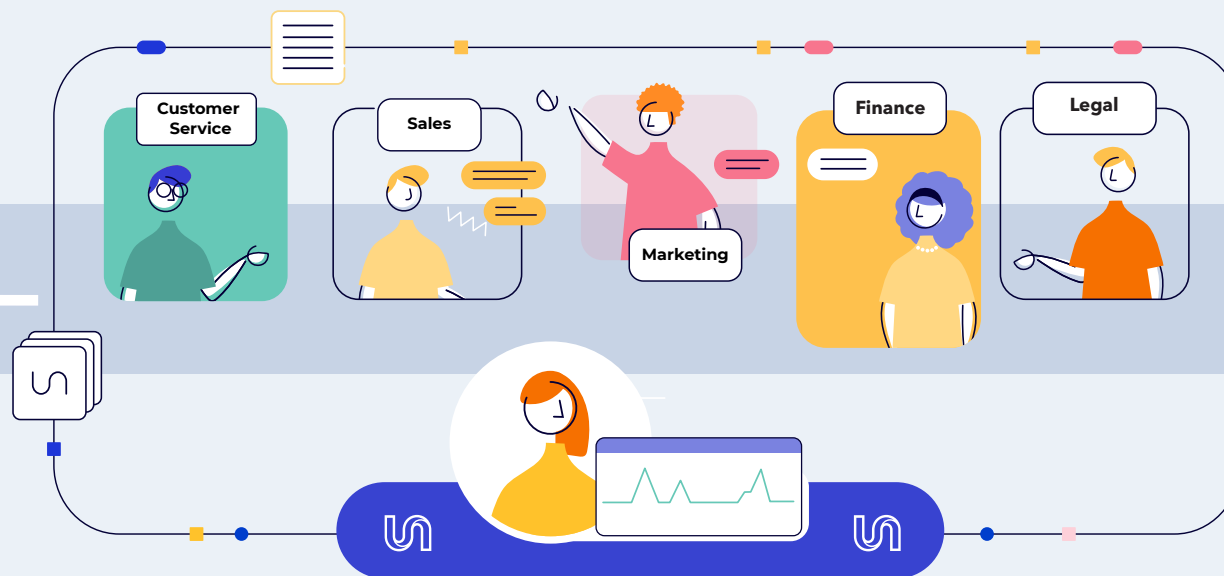 Customer
Service
Sales
Marketing
Finance
Legal